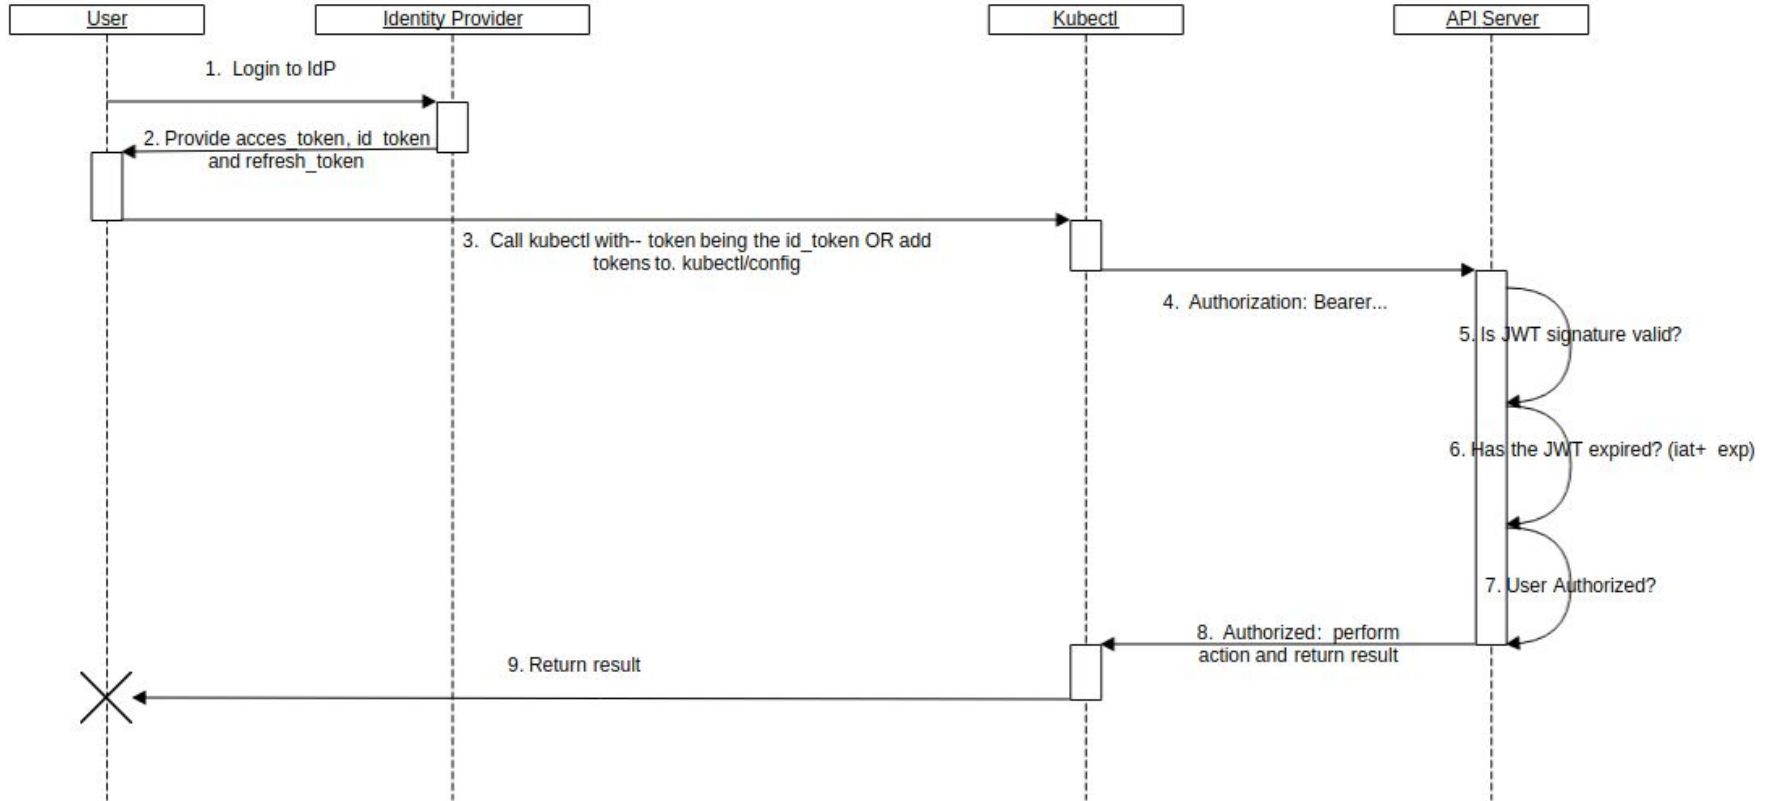 User
Identity Provider
Kubectl
API Server
1. Login to IdP
2. Provide acces_token, id_token
and refresh_token
3. Call kubectl with-- token being the id_token OR add
tokens to. kubectl/config
4. Authorization: Bearer...
5. Is JWT signature valid?
6. Has the JWT expired? (iat+ exp)
7. User Authorized?
8. Authorized: perform
action and return result
9. Return result